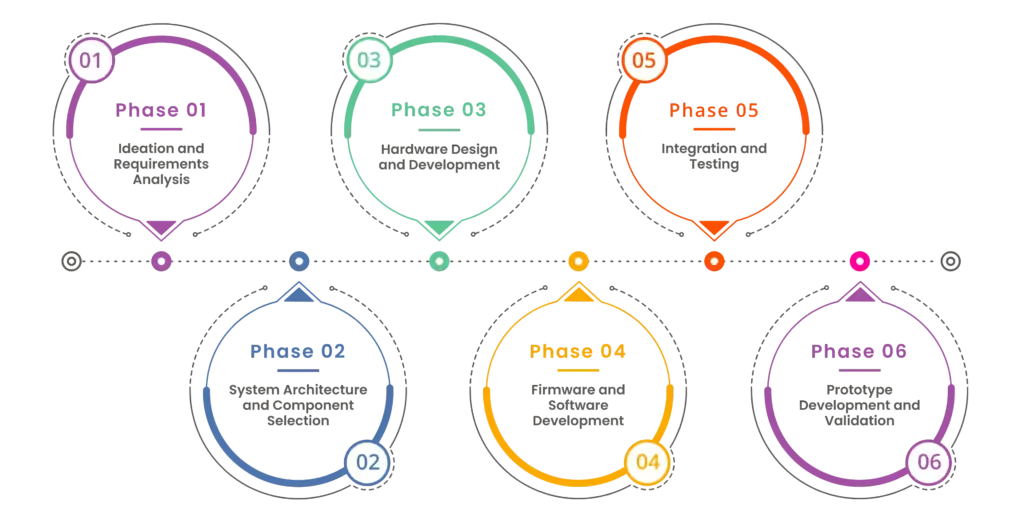 01
Phase 01
Ideation and
Requirements
Analysis
03
Phase 03
Hardware Design
and Development
05
Phase 05
Integration and
Testing
Phase 02
System Architecture
and Component
Selection
02
Phase 04
Firmware and
Software
Development
04
Phase 06
Prototype
Development and
Validation
06